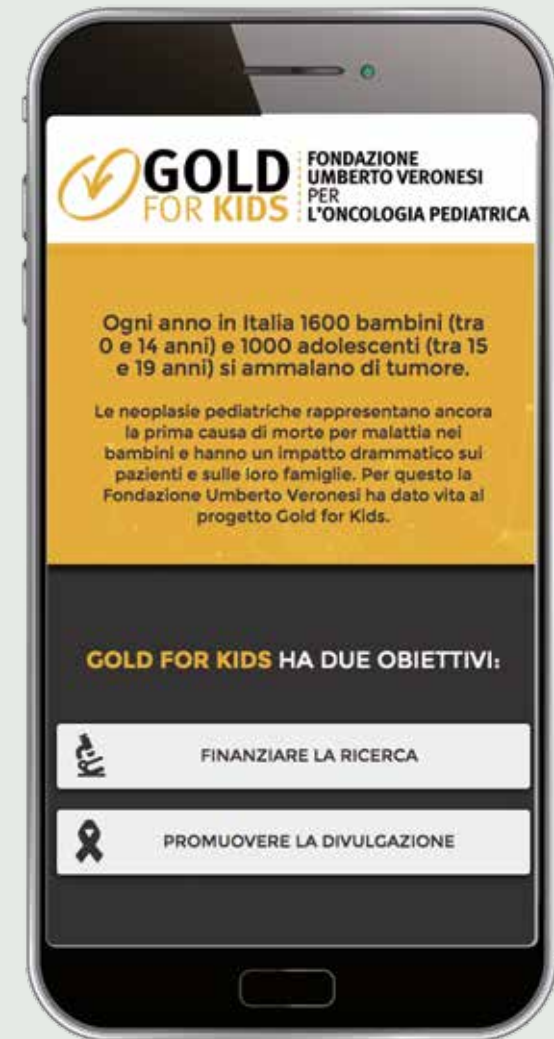 GOLD
FOR KIDS
FONDAZIONE
UMBERTO VERONESI
PER
L'ONCOLOGIA PEDIATRICA
Ogni anno in Italia 1600 bambini (tra
0 e 14 anni) e 1000 adolescenti (tra 15
e 19 anni) si ammalano di tumore.
Le neoplasie pediatriche rappresentano ancora
la prima causa di morte per malattia nei
bambini e hanno un impatto drammatico sui
pazienti e sulle loro famiglie. Per questo la
Fondazione Umberto Veronesi ha dato vita al
progetto Gold for Kids.
GOLD FOR KIDS HA DUE OBIETTIVI:
FINANZIARE LA RICERCA
PROMUOVERE LA DIVULGAZIONE